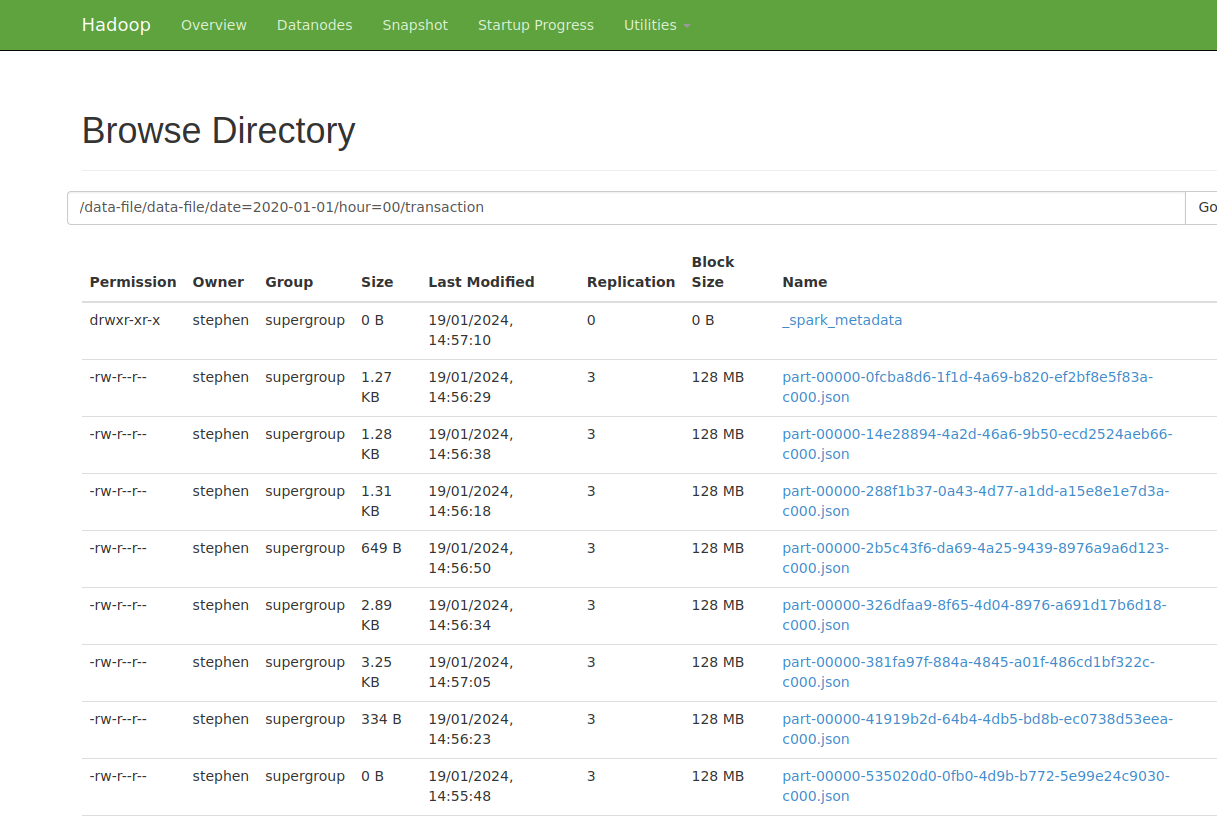 Hadoop Overview Datanodes Snapshot Startup Progress Utilities
Browse Directory
/data-file/data-file/date=2020-01-01/hour=00/transaction Go
Permission Owner Group Size Last Modified Replication Block Size Name
drwxr-xr-x stephen supergroup 0 B 19/01/2024, 14:57:10 0 0 B _spark_metadata
-rw-r--r-- stephen supergroup 1.27 KB 19/01/2024, 14:56:29 3 128 MB part-00000-0fcba8d6-1f1d-4a69-b820-ef2bf8e5f83a-c000.json
-rw-r--r-- stephen supergroup 1.28 KB 19/01/2024, 14:56:38 3 128 MB part-00000-14e28894-4a2d-46a6-9b50-ecd2524aeb66-c000.json
-rw-r--r-- stephen supergroup 1.31 KB 19/01/2024, 14:56:18 3 128 MB part-00000-288f1b37-0a43-4d77-a1dd-a15e8e1e7d3a-c000.json
-rw-r--r-- stephen supergroup 649 B 19/01/2024, 14:56:50 3 128 MB part-00000-2b5c43f6-da69-4a25-9439-8976a9a6d123-c000.json
-rw-r--r-- stephen supergroup 2.89 KB 19/01/2024, 14:56:34 3 128 MB part-00000-326dfaa9-8f65-4d04-8976-a691d17b6d18-c000.json
-rw-r--r-- stephen supergroup 3.25 KB 19/01/2024, 14:57:05 3 128 MB part-00000-381fa97f-884a-4845-a01f-486cd1bf322c-c000.json
-rw-r--r-- stephen supergroup 334 B 19/01/2024, 14:56:23 3 128 MB part-00000-41919b2d-64b4-4db5-bd8b-ec0738d53eea-c000.json
-rw-r--r-- stephen supergroup 0 B 19/01/2024, 14:55:48 3 128 MB part-00000-535020d0-0fb0-4d9b-b772-5e99e24c9030-c000.json